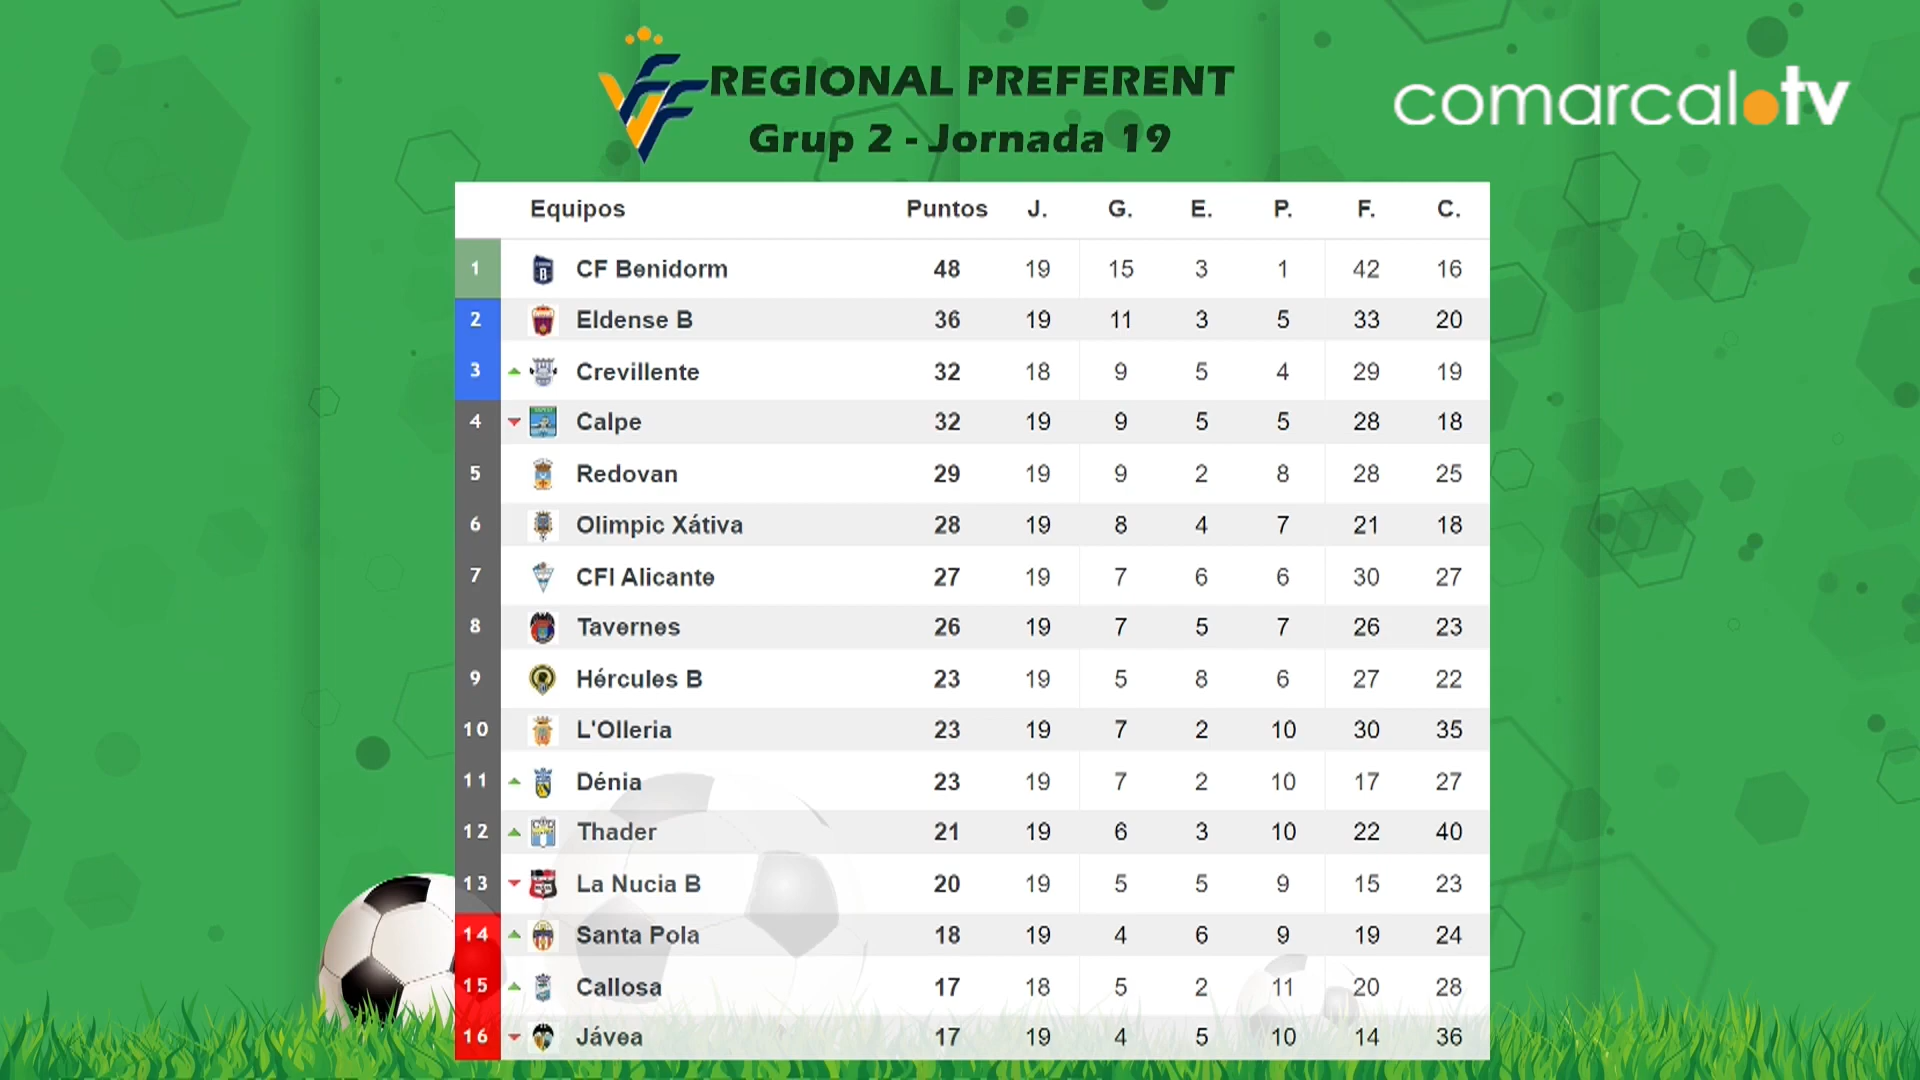 REGIONAL PREFERENT
Grup 2 - Jornada 19
comarcal.tv
Equipos Puntos J. G. E. P. F. C.
1 CF Benidorm 48 19 15 3 1 42 16
2 Eldense B 36 19 11 3 5 33 20
3 Crevillente 32 18 9 5 4 29 19
4 Calpe 32 19 9 5 5 28 18
5 Redovan 29 19 9 2 8 28 25
6 Olimpic Xátiva 28 19 8 4 7 21 18
7 CFI Alicante 27 19 7 6 6 30 27
8 Tavernes 26 19 7 5 7 26 23
9 Hércules B 23 19 5 8 6 27 22
10 L'Olleria 23 19 7 2 10 30 35
11 Dénia 23 19 7 2 10 17 27
12 Thader 21 19 6 3 10 22 40
13 La Nucia B 20 19 5 5 9 15 23
14 Santa Pola 18 19 4 6 9 19 24
15 Callosa 17 18 5 2 11 20 28
16 Jávea 17 19 4 5 10 14 36